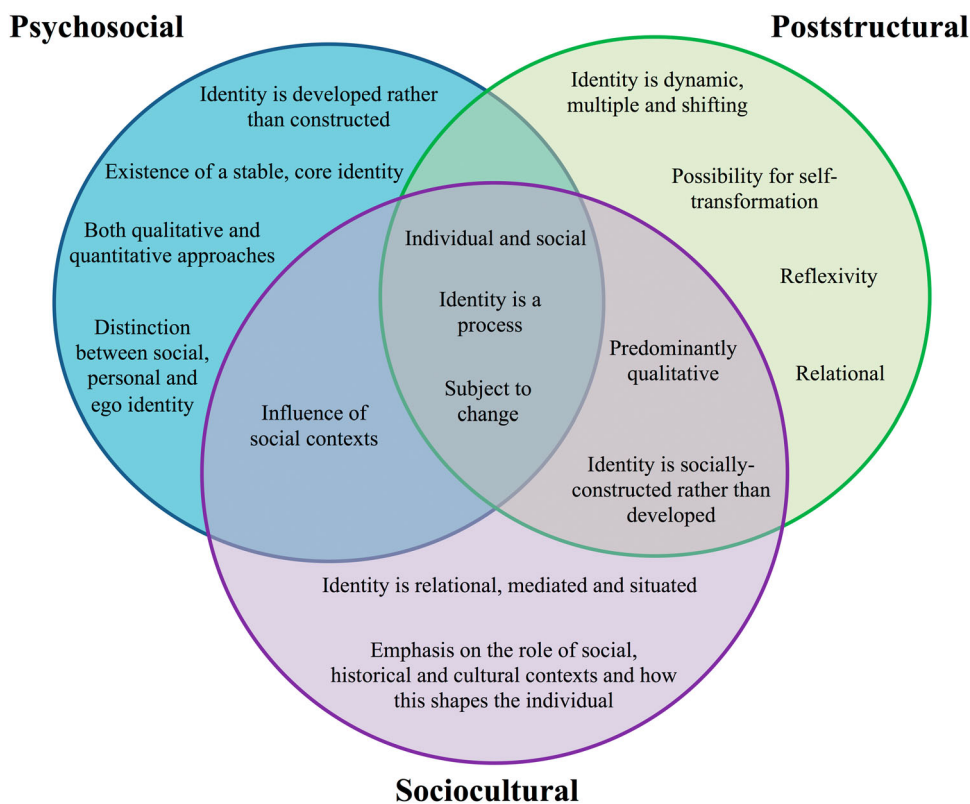 Psychosocial
Poststructural
Identity is developed rather
than constructed
Existence of a stable, core identity
Both qualitative and
quantitative approaches
Distinction
between social,
personal and
ego identity
Identity is dynamic,
multiple and shifting
Possibility for self-
transformation
Reflexivity
Relational
Individual and social
Identity is a
process
Subject to
change
Influence of
social contexts
Predominantly
qualitative
Identity is socially-
constructed rather than
developed
Identity is relational, mediated and situated
Emphasis on the role of social,
historical and cultural contexts and how
this shapes the individual
Sociocultural